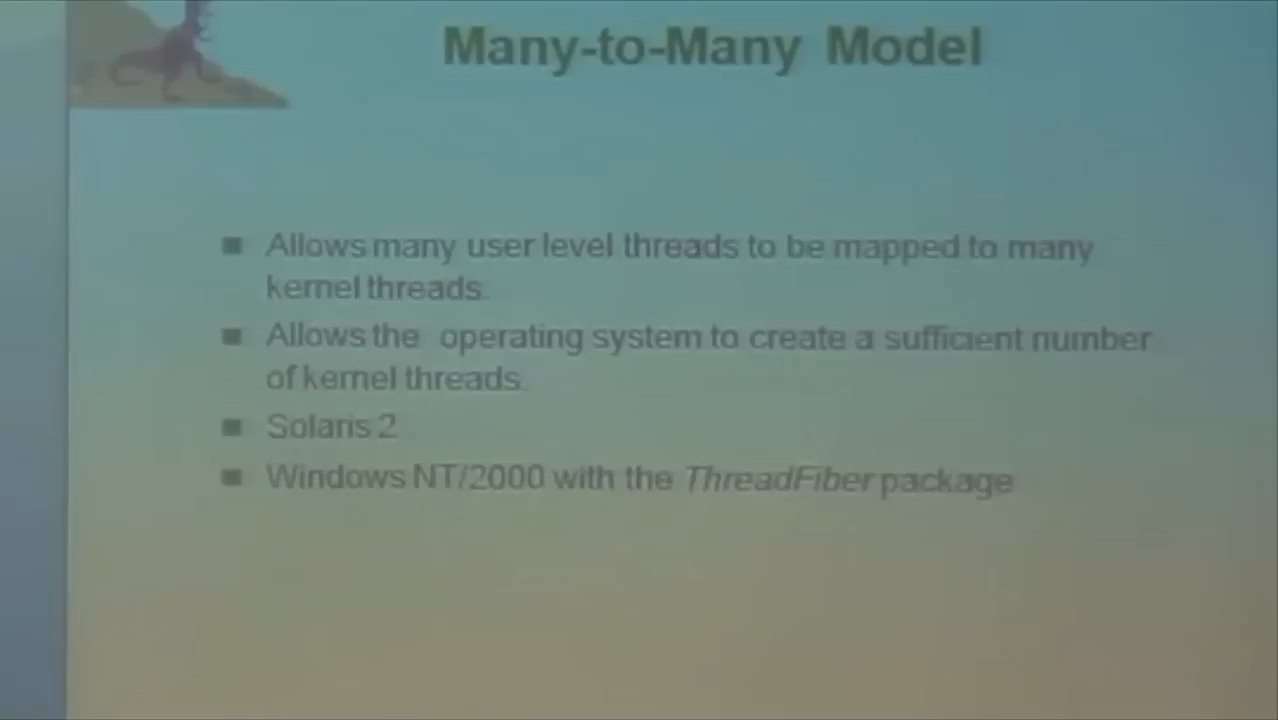 Many-to-Many Model
Allows many user level threads to be mapped to many
kernel threads.
Allows the operating system to create a sufficient number
of kernel threads.
Solaris 2
Windows NT/2000 with the ThreadFiber package